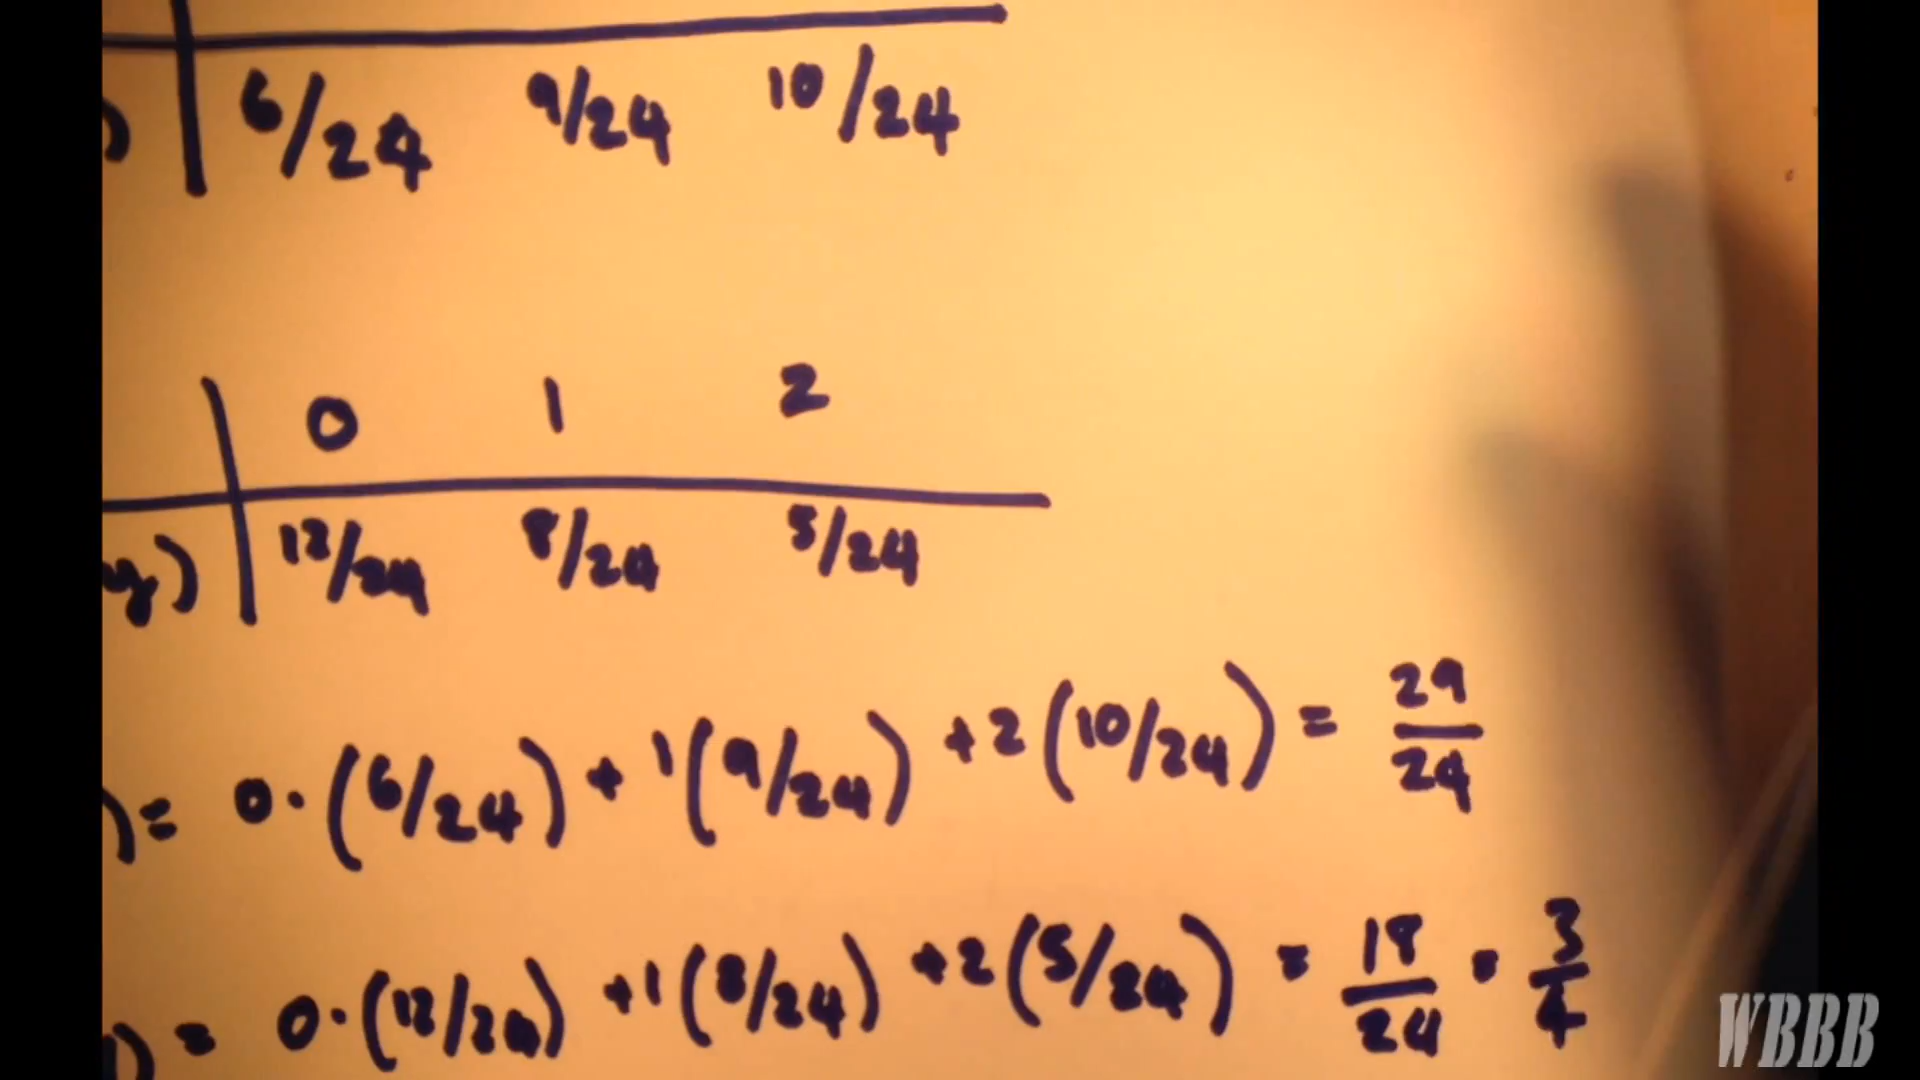 ) 6/24 9/24 10/24
0 1 2
y) 12/24 8/24 5/24
) = 0 · (6/24) + 1 (9/24) + 2 (10/24) = 29/24
) = 0 · (12/24) + 1 (8/24) + 2 (5/24) = 18/24 = 3/4
WBBB